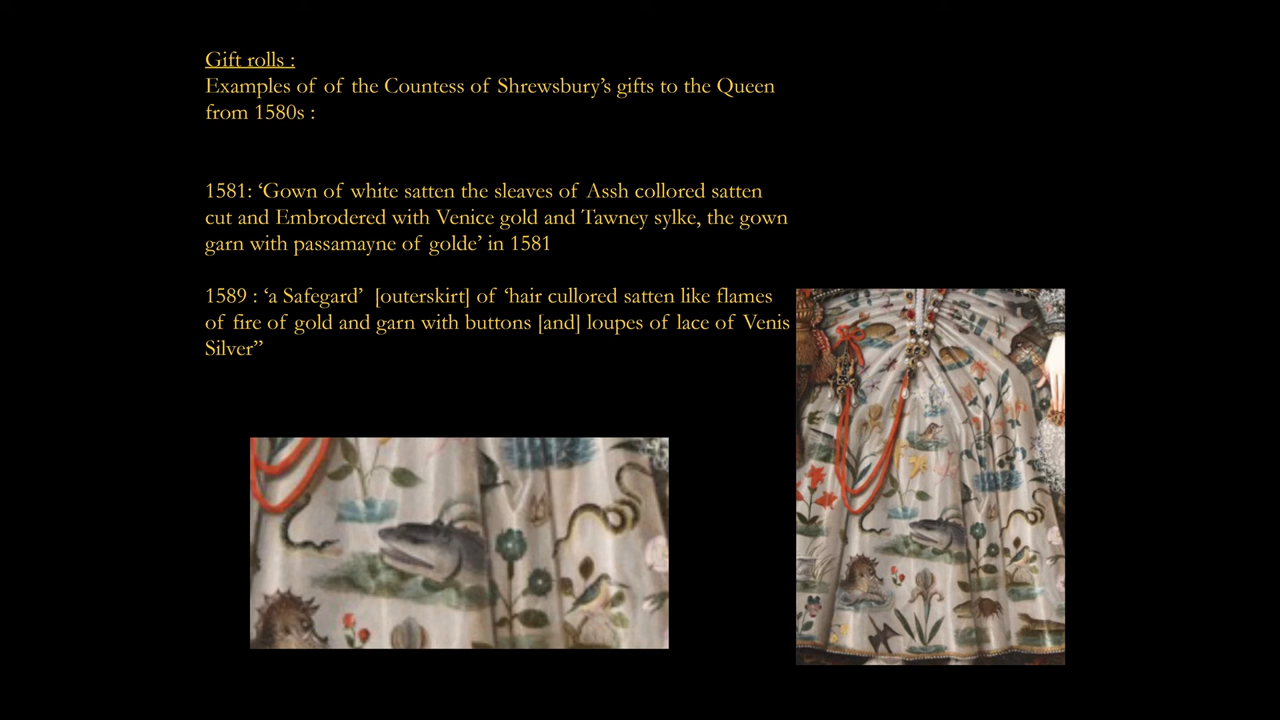 Gift rolls :
Examples of of the Countess of Shrewsbury’s gifts to the Queen
from 1580s :
1581: ‘Gown of white satten the sleaves of Assh collored satten
cut and Embrodered with Venice gold and Tawney sylke, the gown
garn with passamayne of golde’ in 1581
1589 : ‘a Safegard’ [outerskirt] of ‘hair cullored satten like flames
of fire of gold and garn with buttons [and] loupes of lace of Venis
Silver”